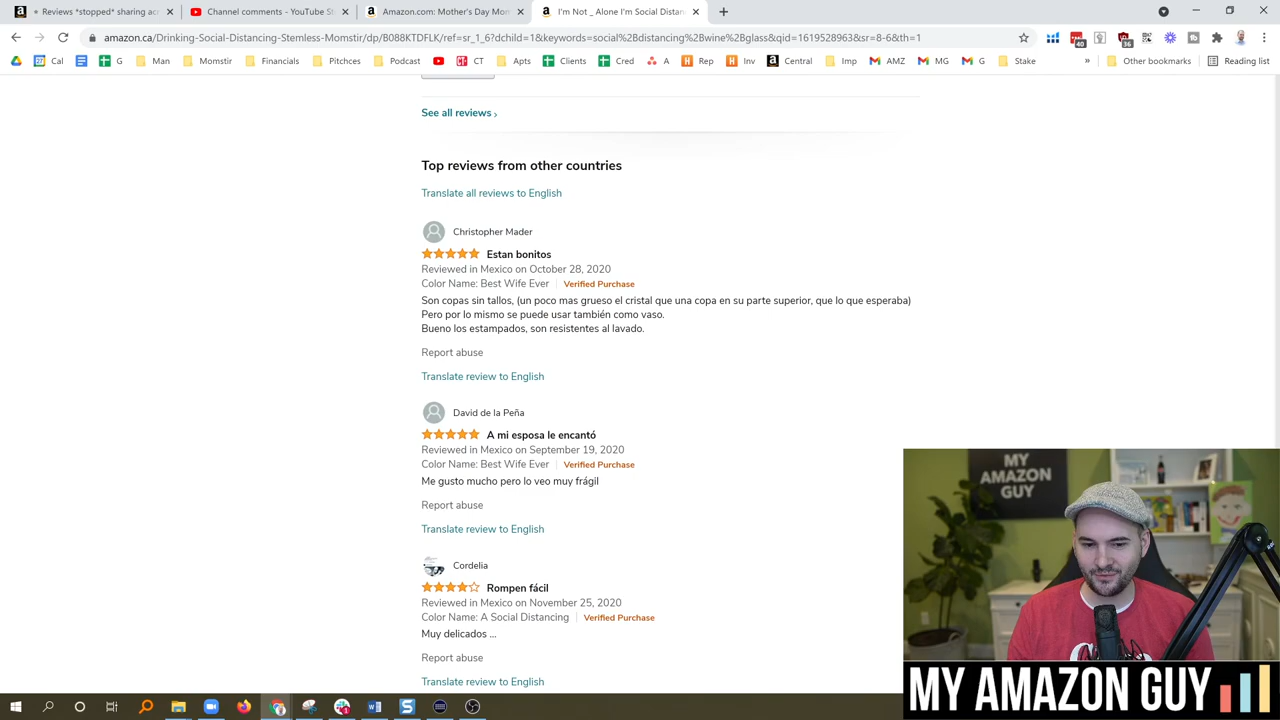 + Reviews *stopped* sharing acr
Channel comments - YouTube St
Amazon.com: Mother's Day Mom
I'm Not _ Alone I'm Social Distan
amazon.ca/Drinking-Social-Distancing-Stemless-Momstir/dp/B088KTDFLK/ref=sr_1_6?dchild=1&keywords=social%2Bdistancing%2Bwine%2Bglass&qid=1619528963&sr=8-6&th=1
40
36
Cal
G
Man
Momstir
Financials
Pitchces
Podcast
CT
Apts
Clients
Cred
A
Rep
Inv
Central
Imp
AMZ
MG
G
Stake
»
Other bookmarks
Reading list
See all reviews ›
Top reviews from other countries
Translate all reviews to English
Christopher Mader
Estan bonitos
Reviewed in Mexico on October 28, 2020
Color Name: Best Wife Ever | Verified Purchase
Son copas sin tallos, (un poco mas grueso el cristal que una copa en su parte superior, que lo que esperaba)
Pero por lo mismo se puede usar también como vaso.
Bueno los estampados, son resistentes al lavado.
Report abuse
Translate review to English
David de la Peña
A mi esposa le encantó
Reviewed in Mexico on September 19, 2020
Color Name: Best Wife Ever | Verified Purchase
Me gusto mucho pero lo veo muy frágil
Report abuse
Translate review to English
Cordelia
Rompen fácil
Reviewed in Mexico on November 25, 2020
Color Name: A Social Distancing | Verified Purchase
Muy delicados ...
Report abuse
Translate review to English
MY
AMAZON
GUY
MY AMAZON GUY